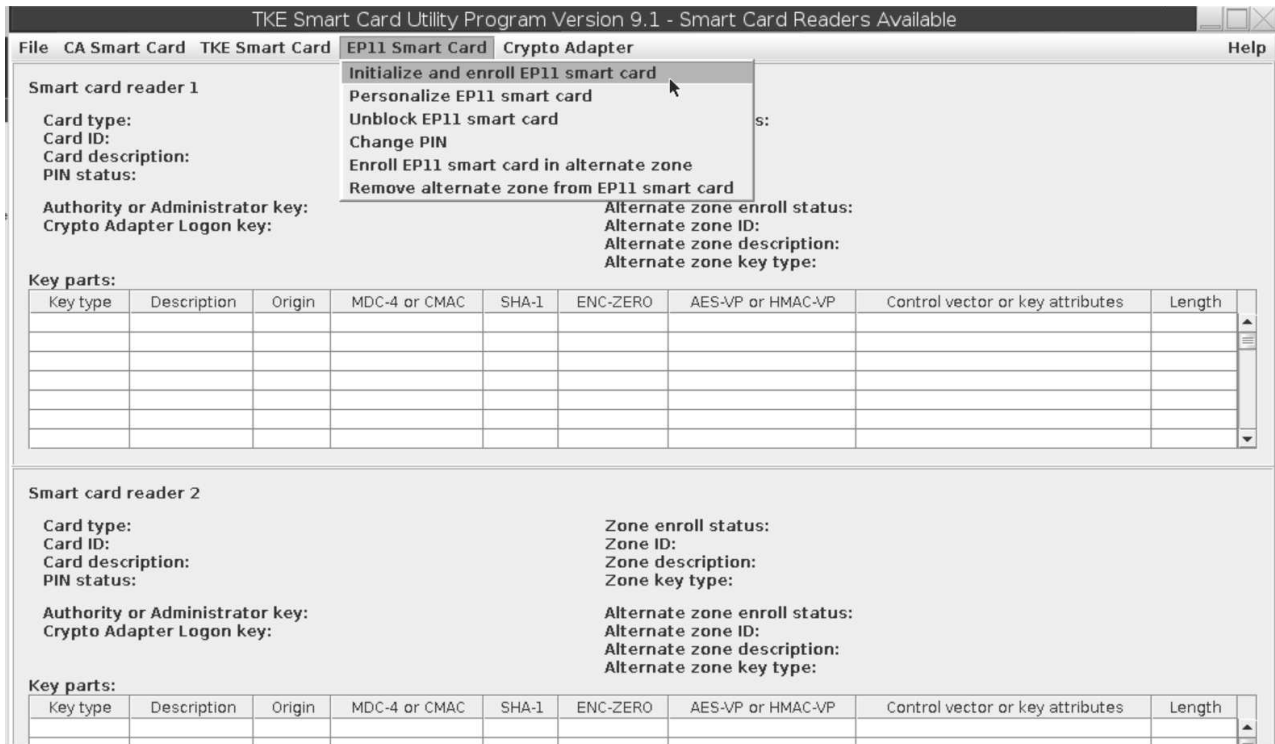 TKE Smart Card Utility Program Version 9.1 - Smart Card Readers Available
File CA Smart Card TKE Smart Card EP11 Smart Card Crypto Adapter Help
Initialize and enroll EP11 smart card
Personalize EP11 smart card
Unblock EP11 smart card
Change PIN
Enroll EP11 smart card in alternate zone
Remove alternate zone from EP11 smart card
Smart card reader 1
Card type: s:
Card ID:
Card description:
PIN status:
Authority or Administrator key:
Crypto Adapter Logon key:
Alternate zone enroll status:
Alternate zone ID:
Alternate zone description:
Alternate zone key type:
Key parts:
Key type Description Origin MDC-4 or CMAC SHA-1 ENC-ZERO AES-VP or HMAC-VP Control vector or key attributes Length
Smart card reader 2
Card type:
Card ID:
Card description:
PIN status:
Zone enroll status:
Zone ID:
Zone description:
Zone key type:
Authority or Administrator key:
Crypto Adapter Logon key:
Alternate zone enroll status:
Alternate zone ID:
Alternate zone description:
Alternate zone key type:
Key parts:
Key type Description Origin MDC-4 or CMAC SHA-1 ENC-ZERO AES-VP or HMAC-VP Control vector or key attributes Length